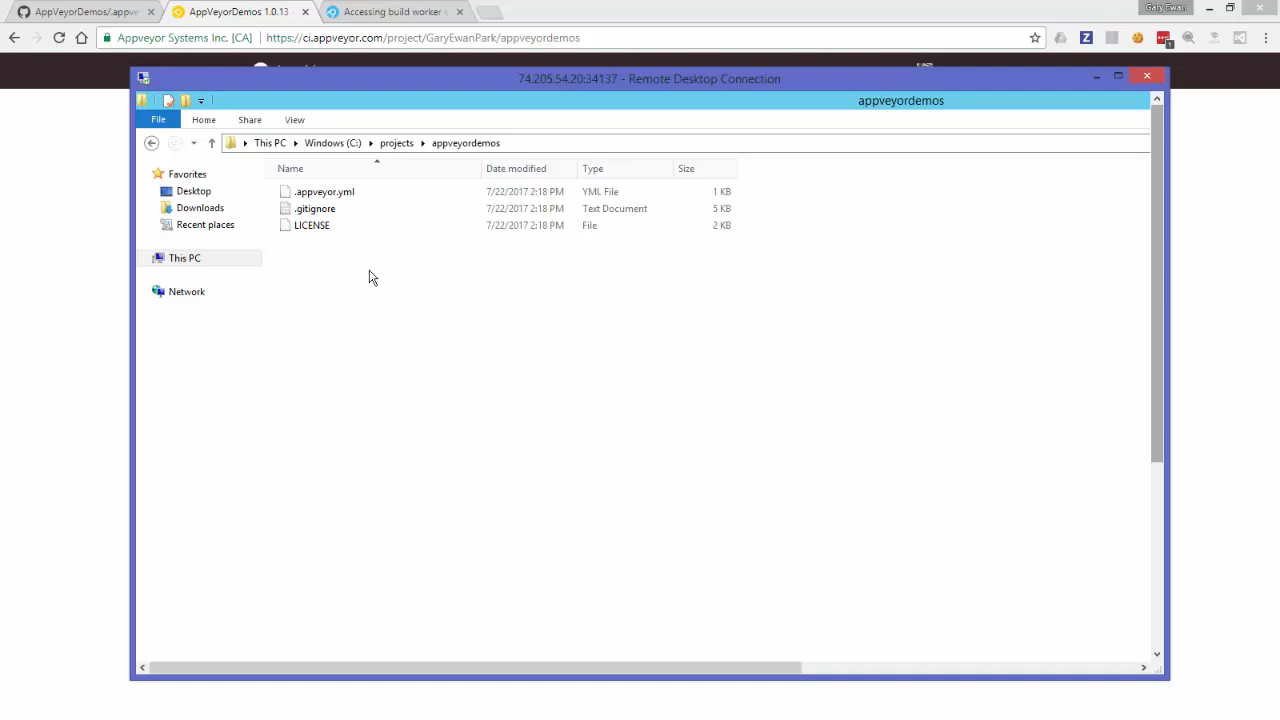 AppVeyorDemos/.appve
AppVeyorDemos 1.0.13 -
Accessing build worker
Gary Ewan
Appveyor Systems Inc. [CA]
https://ci.appveyor.com/project/GaryEwanPark/appveyordemos
1
74.205.54.20:34137 - Remote Desktop Connection
appveyordemos
File Home Share View
This PC Windows (C:) projects appveyordemos
Name Date modified Type Size
Favorites
Desktop
Downloads
Recent places
This PC
Network
.appveyor.yml 7/22/2017 2:18 PM YML File 1 KB
.gitignore 7/22/2017 2:18 PM Text Document 5 KB
LICENSE 7/22/2017 2:18 PM File 2 KB